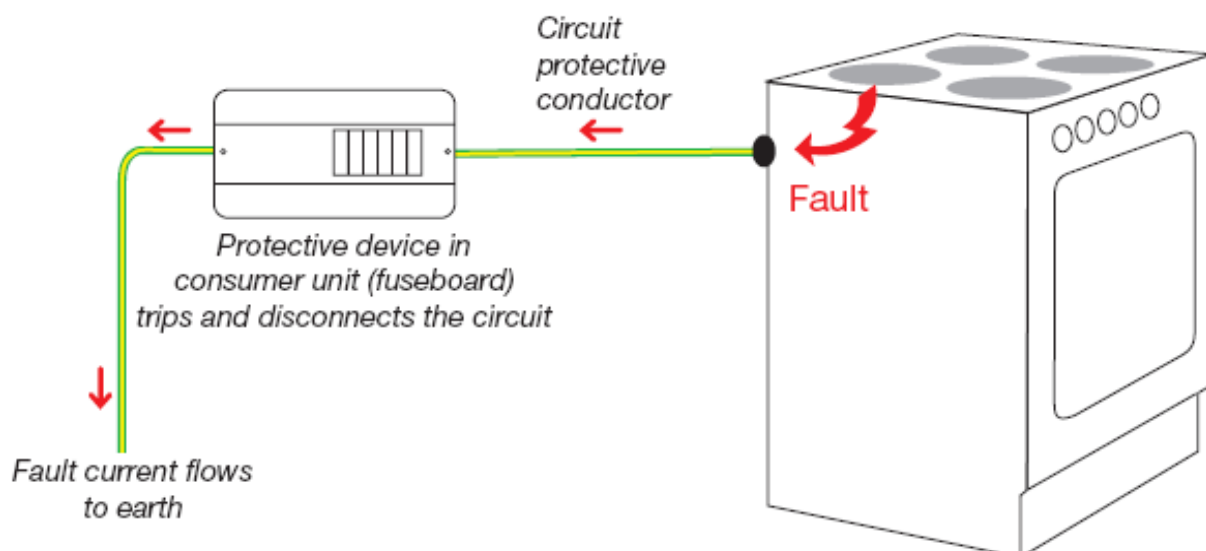 Circuit
protective
conductor
Fault
Protective device in
consumer unit (fuseboard)
trips and disconnects the circuit
Fault current flows
to earth